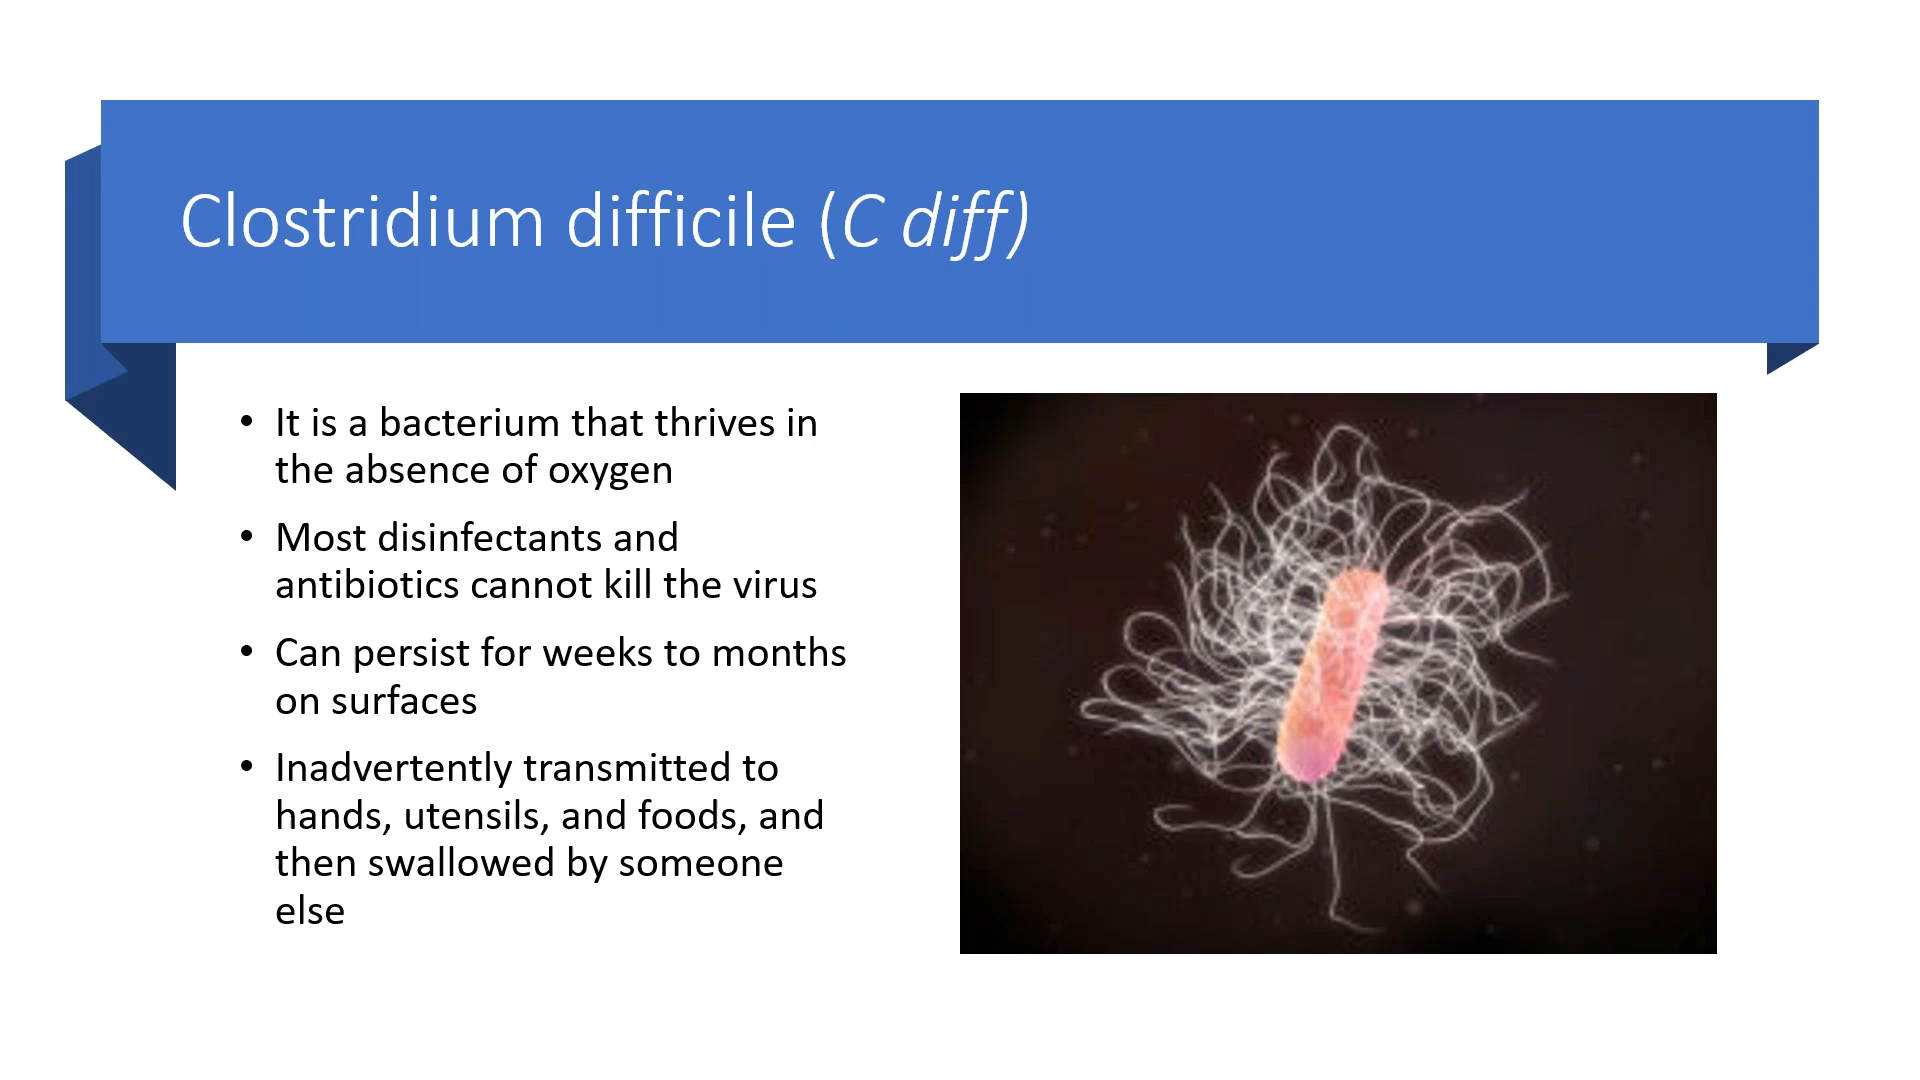 Clostridium difficile (C diff)
• It is a bacterium that thrives in
the absence of oxygen
• Most disinfectants and
antibiotics cannot kill the virus
• Can persist for weeks to months
on surfaces
• Inadvertently transmitted to
hands, utensils, and foods, and
then swallowed by someone
else